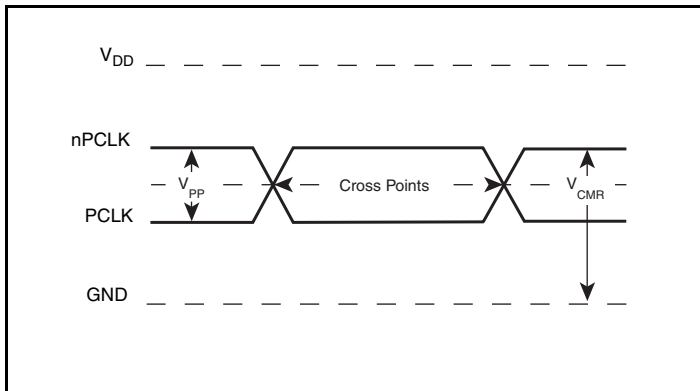 VDD
nPCLK
VPP
Cross Points
VCMR
PCLK
GND